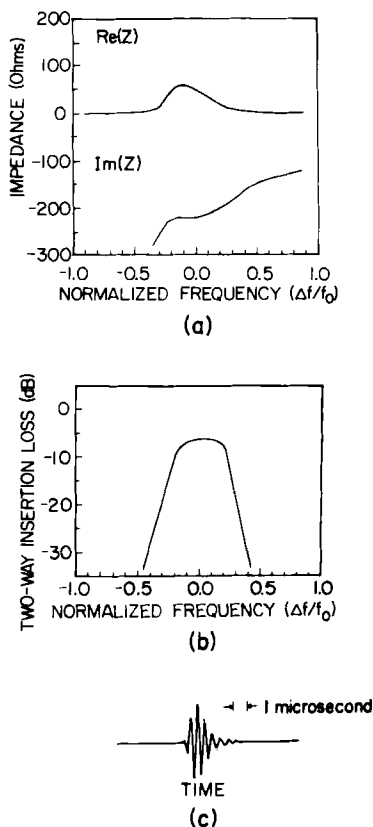 200
Re(Z)
100
0
-100
Im(Z)
-200
-300
IMPEDANCE (Ohms)
-1.0 -0.5 0.0 0.5 1.0
NORMALIZED FREQUENCY (Δf/f₀)
(a)
0
-10
-20
-30
TWO-WAY INSERTION LOSS (dB)
-1.0 -0.5 0.0 0.5 1.0
NORMALIZED FREQUENCY (Δf/f₀)
(b)
1 microsecond
TIME
(c)